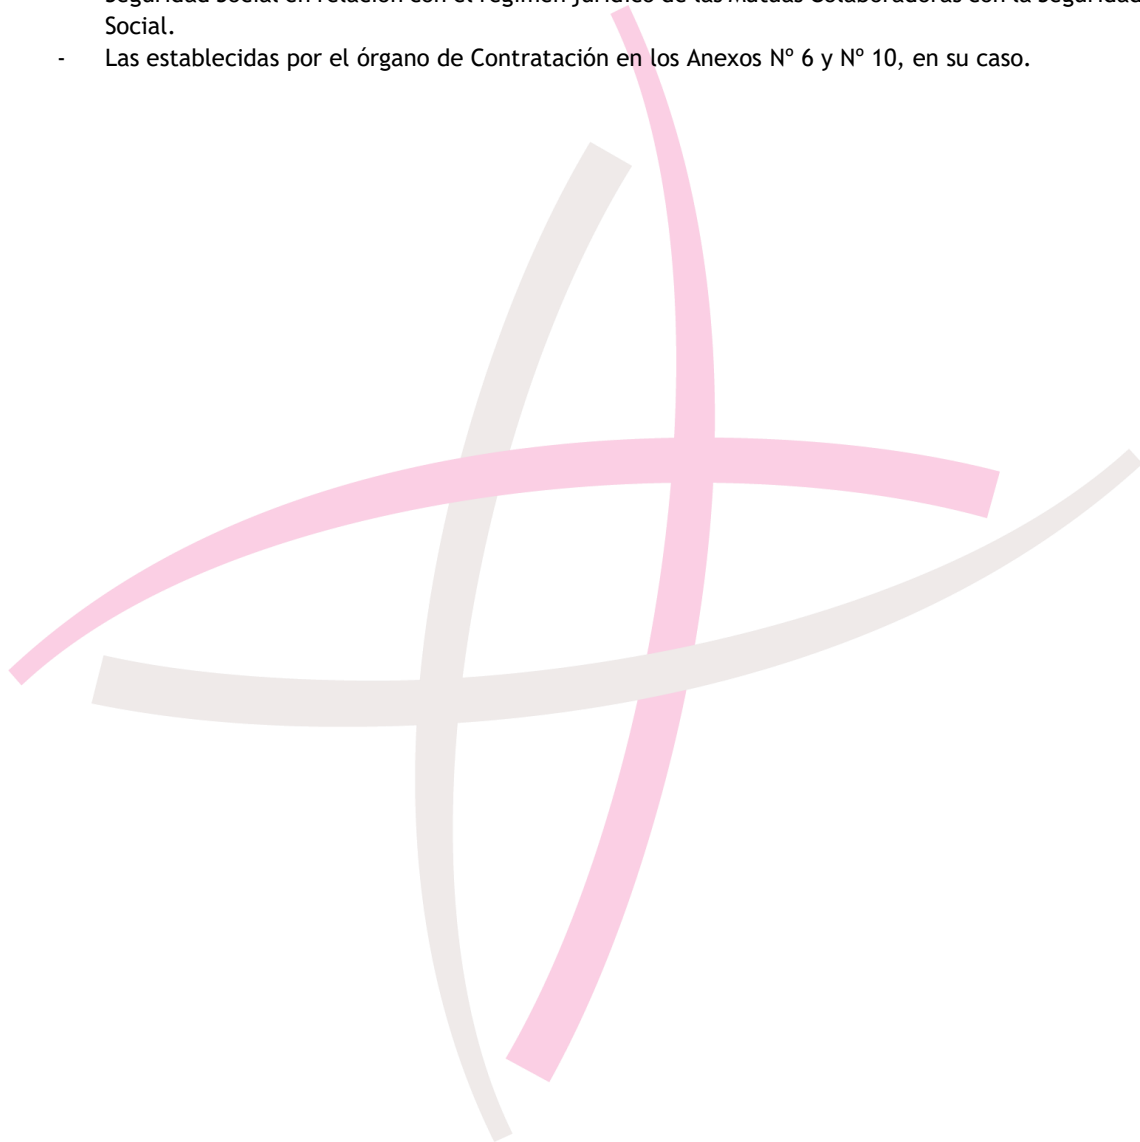 Seguridad Social en relación con el régimen jurídico de las Mutuas Colaboradoras con la Seguridad
Social.
- Las establecidas por el órgano de Contratación en los Anexos Nº 6 y Nº 10, en su caso.